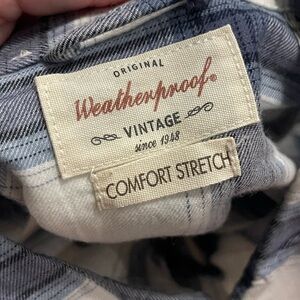 ORIGINAL
Weatherproof®
VINTAGE
since 1948
COMFORT STRETCH